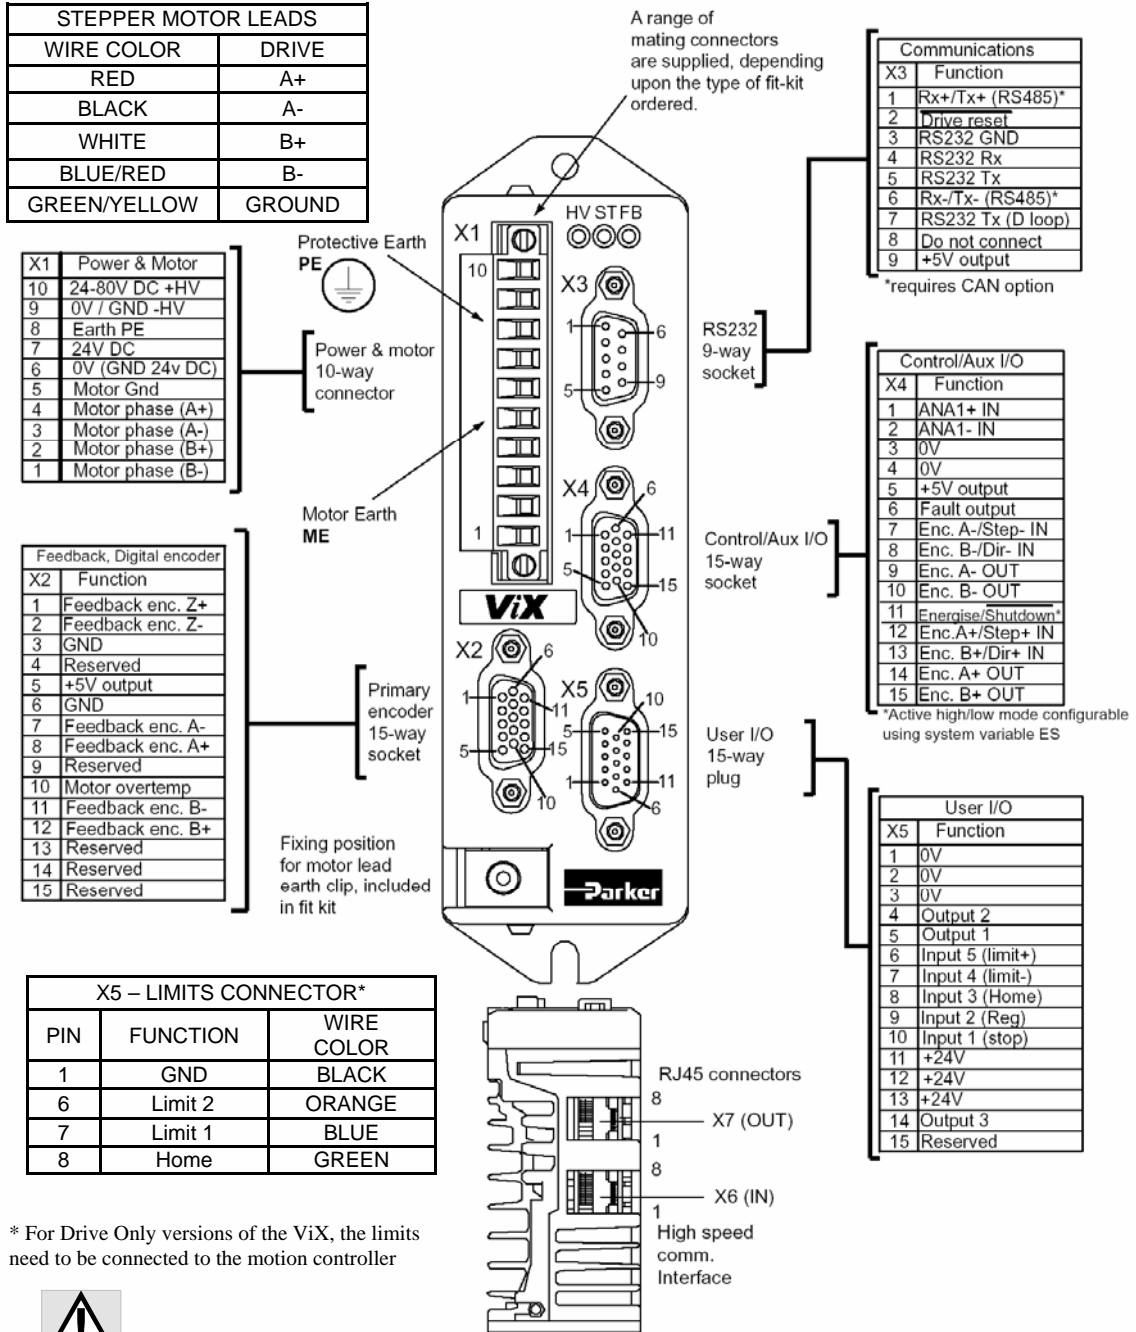 STEPPER MOTOR LEADS
WIRE COLOR DRIVE
RED A+
BLACK A-
WHITE B+
BLUE/RED B-
GREEN/YELLOW GROUND
A range of
mating connectors
are supplied, depending
upon the type of fit-kit
ordered.
Communications
X3 Function
1 Rx+/Tx+ (RS485)*
2 Drive reset
3 RS232 GND
4 RS232 Rx
5 RS232 Tx
6 Rx-/Tx- (RS485)*
7 RS232 Tx (D loop)
8 Do not connect
9 +5V output
*requires CAN option
X1 Power & Motor
10 24-80V DC +HV
9 0V / GND -HV
8 Earth PE
7 24V DC
6 0V (GND 24v DC)
5 Motor Gnd
4 Motor phase (A+)
3 Motor phase (A-)
2 Motor phase (B+)
1 Motor phase (B-)
Protective Earth
PE
Power & motor
10-way
connector
Motor Earth
ME
X1
10
1
HV ST FB
X3
1
6
5
9
RS232
9-way
socket
X4
6
1
11
5
15
10
Control/Aux I/O
15-way
socket
Control/Aux I/O
X4 Function
1 ANA1+ IN
2 ANA1- IN
3 0V
4 0V
5 +5V output
6 Fault output
7 Enc. A-/Step- IN
8 Enc. B-/Dir- IN
9 Enc. A- OUT
10 Enc. B- OUT
11 Energise/Shutdown*
12 Enc.A+/Step+ IN
13 Enc. B+/Dir+ IN
14 Enc. A+ OUT
15 Enc. B+ OUT
*Active high/low mode configurable
using system variable ES
Feedback, Digital encoder
X2 Function
1 Feedback enc. Z+
2 Feedback enc. Z-
3 GND
4 Reserved
5 +5V output
6 GND
7 Feedback enc. A-
8 Feedback enc. A+
9 Reserved
10 Motor overtemp
11 Feedback enc. B-
12 Feedback enc. B+
13 Reserved
14 Reserved
15 Reserved
Primary
encoder
15-way
socket
ViX
X2
6
1
11
5
15
10
X5
10
5
15
1
11
6
User I/O
15-way
plug
Fixing position
for motor lead
earth clip, included
in fit kit
Parker
User I/O
X5 Function
1 0V
2 0V
3 0V
4 Output 2
5 Output 1
6 Input 5 (limit+)
7 Input 4 (limit-)
8 Input 3 (Home)
9 Input 2 (Reg)
10 Input 1 (stop)
11 +24V
12 +24V
13 +24V
14 Output 3
15 Reserved
X5 – LIMITS CONNECTOR*
PIN FUNCTION WIRE
COLOR
1 GND BLACK
6 Limit 2 ORANGE
7 Limit 1 BLUE
8 Home GREEN
RJ45 connectors
8
X7 (OUT)
1
8
X6 (IN)
1
High speed
comm.
Interface
* For Drive Only versions of the ViX, the limits
need to be connected to the motion controller